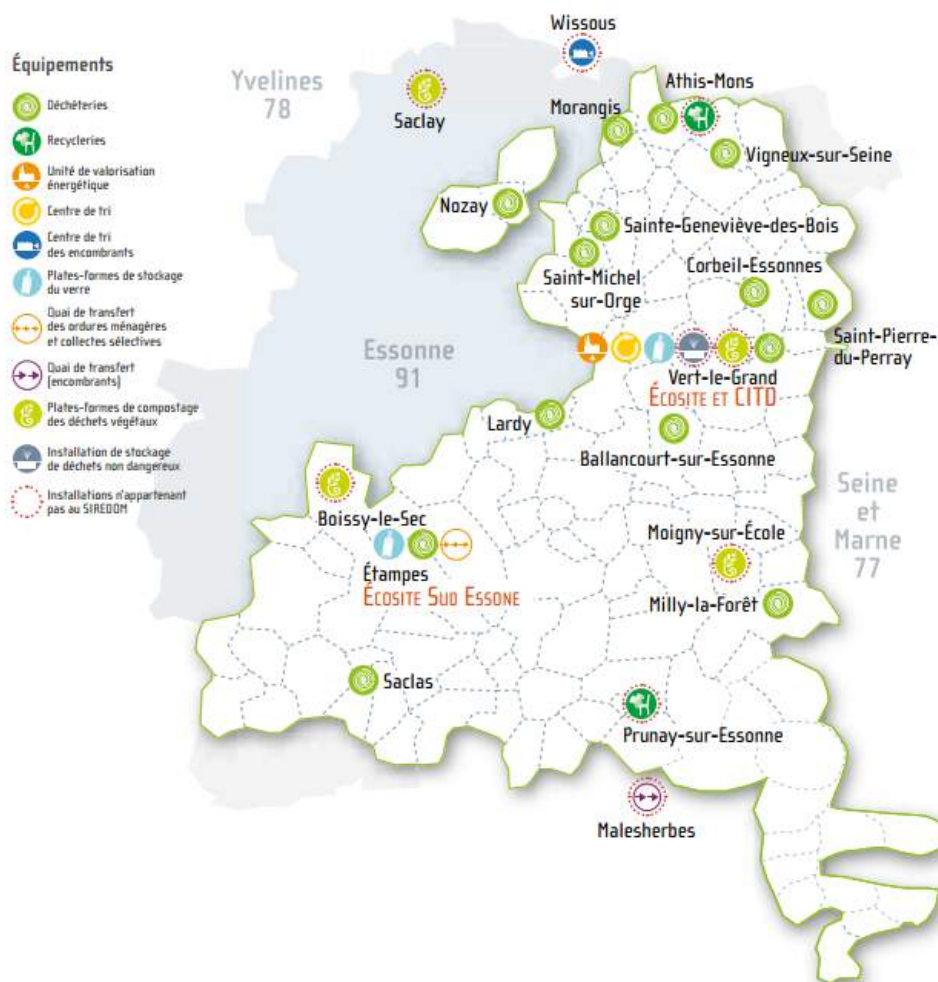 Équipements
Déchèteries
Recycleries
Unité de valorisation
énergétique
Centre de tri
Centre de tri
des encombrants
Plates-formes de stockage
du verre
Quai de transfert
des ordures ménagères
et collectes sélectives
Quai de transfert
(encombrants)
Plates-formes de compostage
des déchets végétaux
Installation de stockage
de déchets non dangereux
Installations n'appartenant
pas au SIREDOM
Wissous
Yvelines
78
Saclay
Athis-Mons
Morangis
Vigneux-sur-Seine
Nozay
Sainte-Geneviève-des-Bois
Saint-Michel
sur-Orge
Corbeil-Essonnes
Saint-Pierre-
du-Perray
Essonne
91
Vert-le-Grand
ÉCOSITE ET CITD
Lardy
Ballancourt-sur-Essonne
Seine
et
Marne
77
Boissy-le-Sec
Étampes
ÉCOSITE SUD ESSONE
Moigny-sur-École
Milly-la-Forêt
Saclas
Prunay-sur-Essonne
Malesherbes